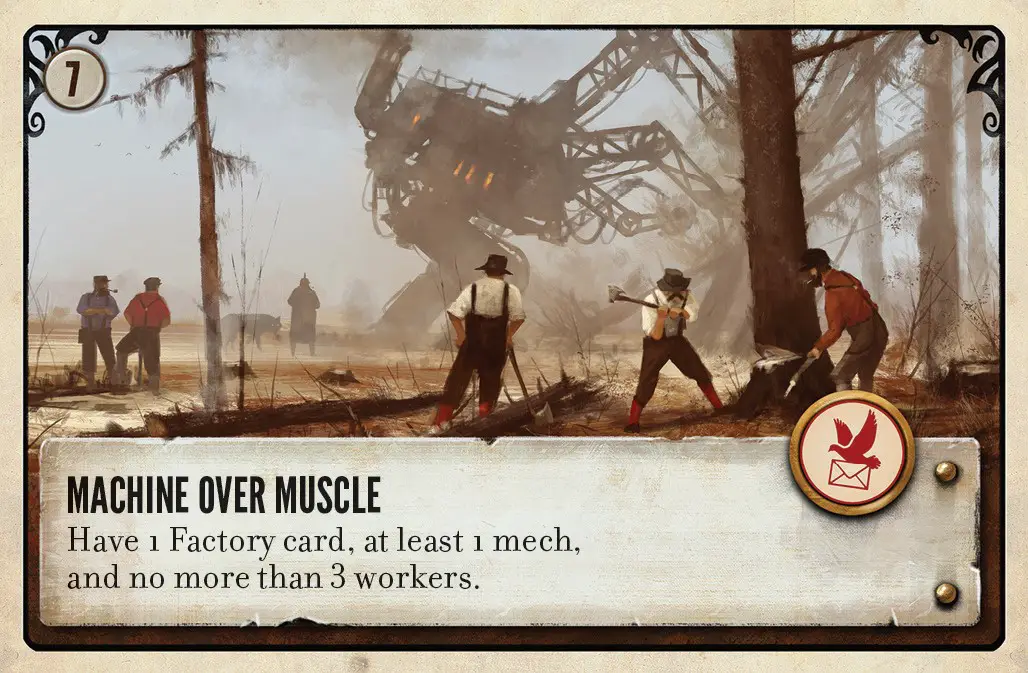 7
MACHINE OVER MUSCLE
Have 1 Factory card, at least 1 mech,
and no more than 3 workers.